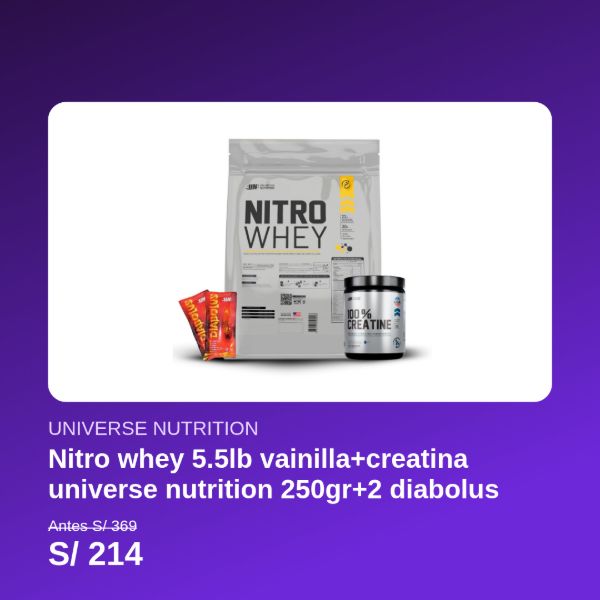 NITRO
WHEY
100%
CREATINE
UNIVERSE NUTRITION
Nitro whey 5.5lb vainilla+creatina
universe nutrition 250gr+2 diabolus
Antes S/ 369
S/ 214